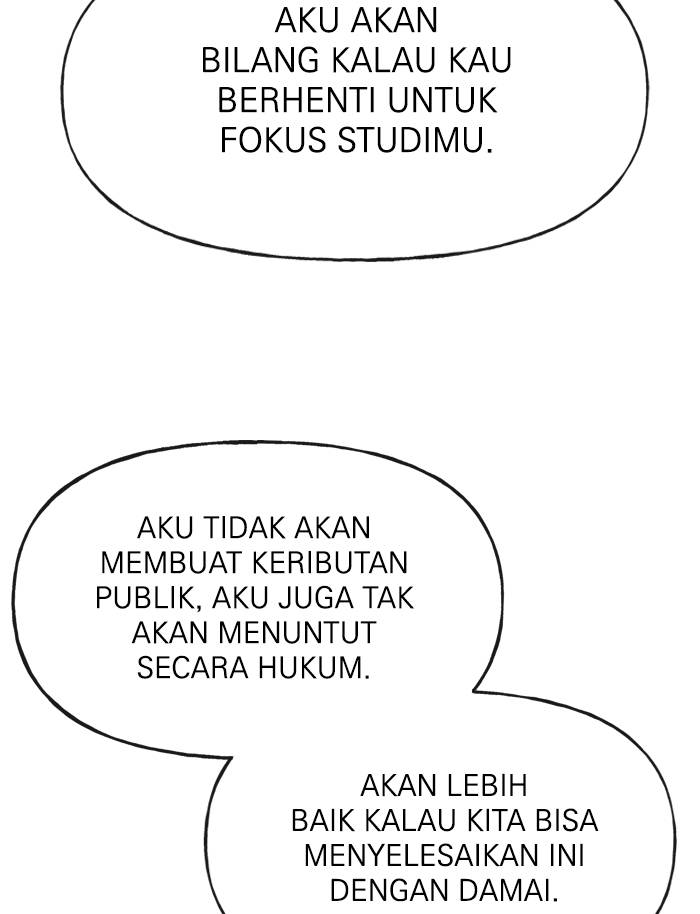 AKU AKAN
BILANG KALAU KAU
BERHENTI UNTUK
FOKUS STUDIMU.
AKU TIDAK AKAN
MEMBUAT KERIBUTAN
PUBLIK, AKU JUGA TAK
AKAN MENUNTUT
SECARA HUKUM.
AKAN LEBIH
BAIK KALAU KITA BISA
MENYELESAIKAN INI
DENGAN DAMAI.